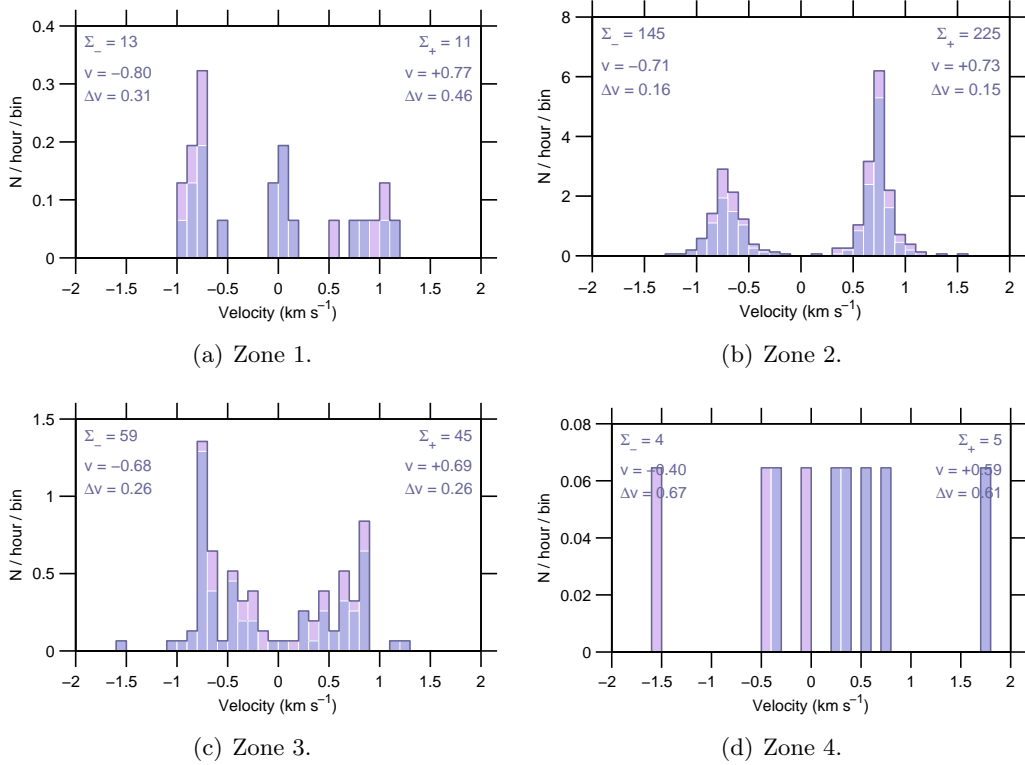 0.4
0.3
0.2
0.1
0
N / hour / bin
Σ_ = 13
v = −0.80
Δv = 0.31
Σ+ = 11
v = +0.77
Δv = 0.46
−2 −1.5 −1 −0.5 0 0.5 1 1.5 2
Velocity (km s⁻¹)
(a) Zone 1.
8
6
4
2
0
N / hour / bin
Σ_ = 145
v = −0.71
Δv = 0.16
Σ+ = 225
v = +0.73
Δv = 0.15
−2 −1.5 −1 −0.5 0 0.5 1 1.5 2
Velocity (km s⁻¹)
(b) Zone 2.
1.5
1
0.5
0
N / hour / bin
Σ_ = 59
v = −0.68
Δv = 0.26
Σ+ = 45
v = +0.69
Δv = 0.26
−2 −1.5 −1 −0.5 0 0.5 1 1.5 2
Velocity (km s⁻¹)
(c) Zone 3.
0.08
0.06
0.04
0.02
0
N / hour / bin
Σ_ = 4
v = −0.40
Δv = 0.67
Σ+ = 5
v = +0.59
Δv = 0.61
−2 −1.5 −1 −0.5 0 0.5 1 1.5 2
Velocity (km s⁻¹)
(d) Zone 4.